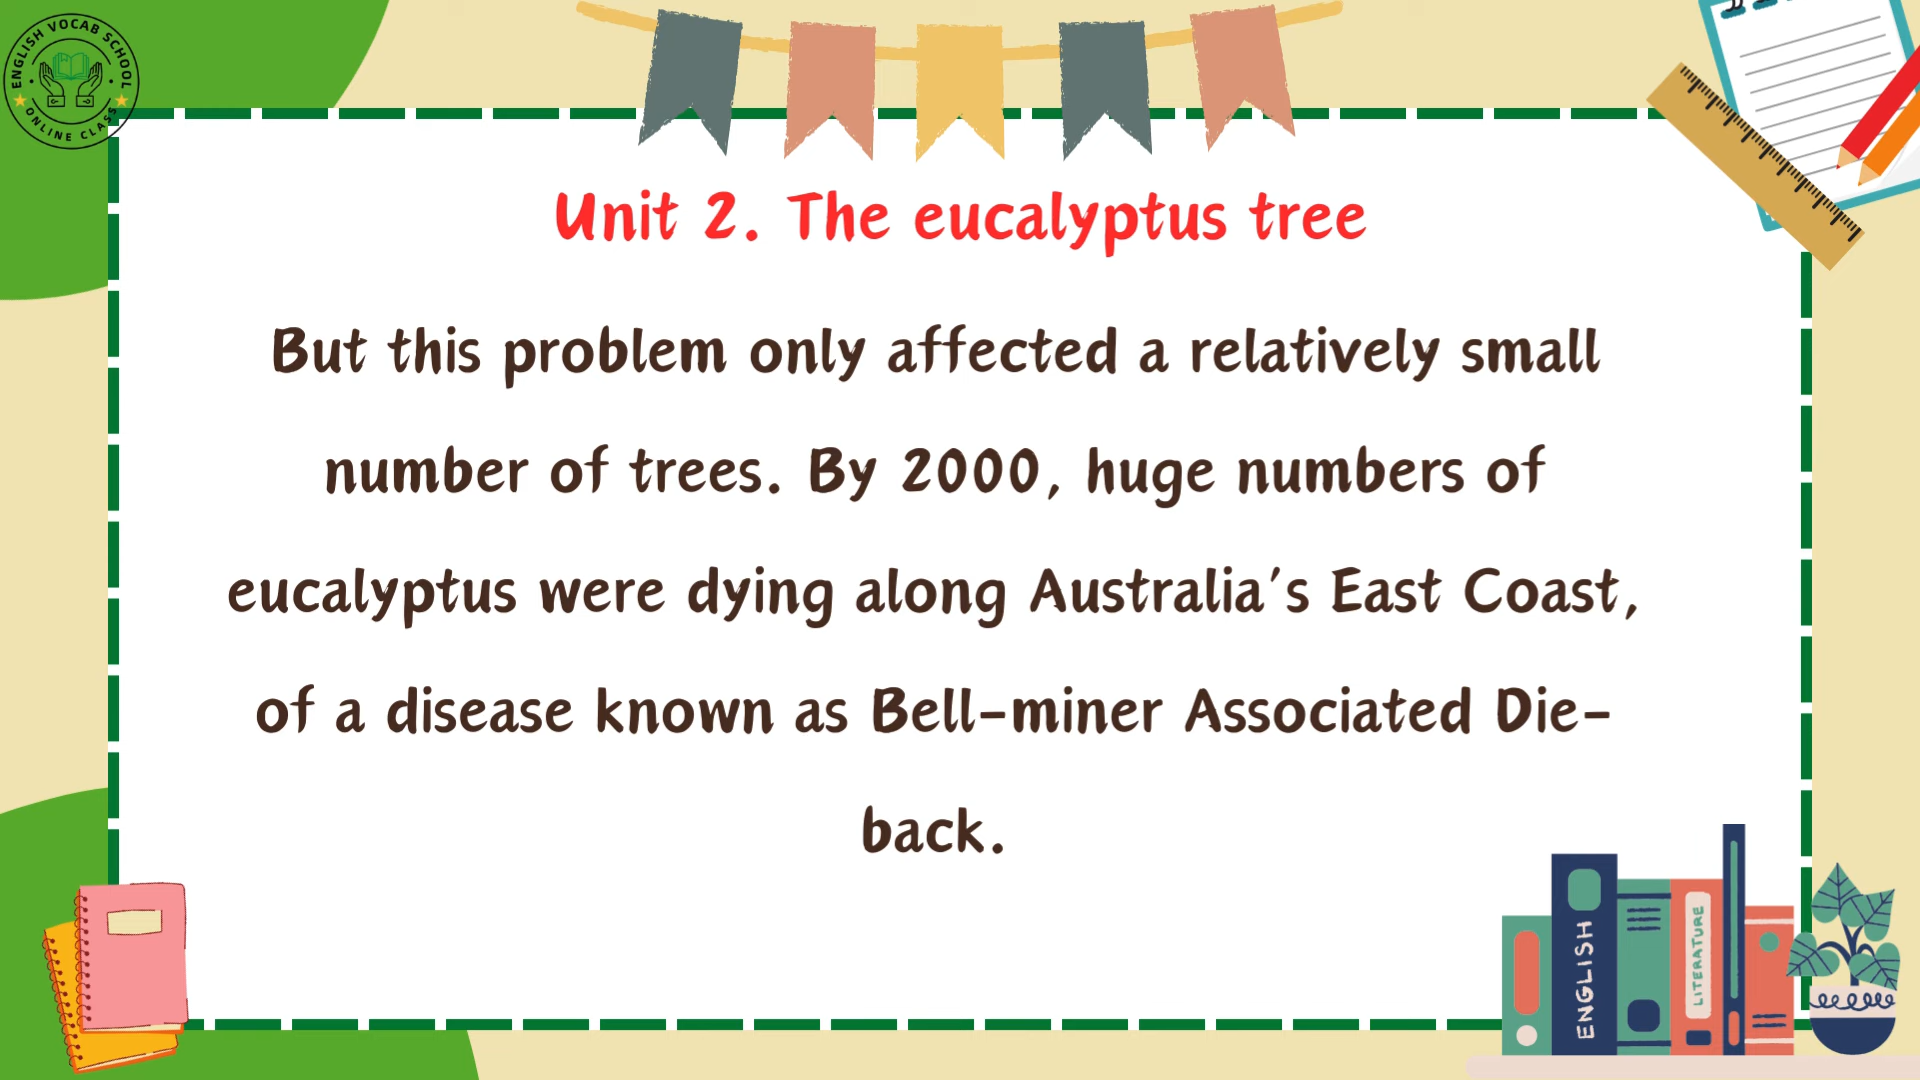 ENGLISH VOCAB SCHOOL
ONLINE CLASS
Unit 2. The eucalyptus tree
But this problem only affected a relatively small
number of trees. By 2000, huge numbers of
eucalyptus were dying along Australia's East Coast,
of a disease known as Bell-miner Associated Die-
back.
ENGLISH
LITERATURE